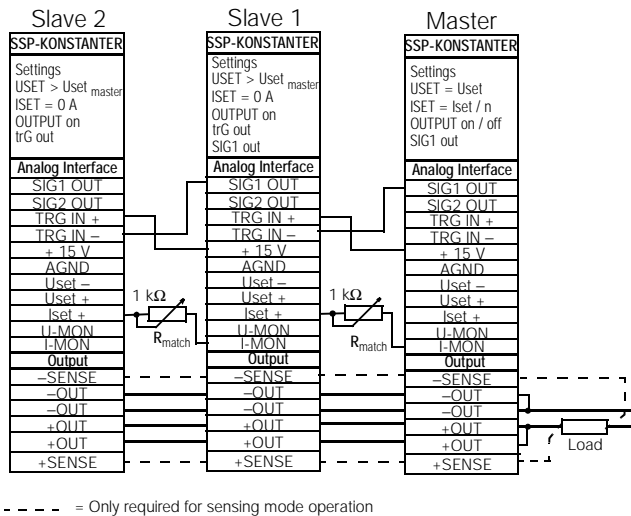 Slave 2
SSP-KONSTANTER
Settings
USET > Uset master
ISET = 0 A
OUTPUT on
trG out
Analog Interface
SIG1 OUT
SIG2 OUT
TRG IN +
TRG IN –
+ 15 V
AGND
Uset –
Uset +
Iset +
U-MON
I-MON
Output
–SENSE
–OUT
–OUT
+OUT
+OUT
+SENSE
1 kΩ
Rmatch
Slave 1
SSP-KONSTANTER
Settings
USET > Uset master
ISET = 0 A
OUTPUT on
trG out
SIG1 out
Analog Interface
SIG1 OUT
SIG2 OUT
TRG IN +
TRG IN –
+ 15 V
AGND
Uset –
Uset +
Iset +
U-MON
I-MON
Output
–SENSE
–OUT
–OUT
+OUT
+OUT
+SENSE
1 kΩ
Rmatch
Master
SSP-KONSTANTER
Settings
USET = Uset
ISET = Iset / n
OUTPUT on / off
SIG1 out
Analog Interface
SIG1 OUT
SIG2 OUT
TRG IN +
TRG IN –
+ 15 V
AGND
Uset –
Uset +
Iset +
U-MON
I-MON
Output
–SENSE
–OUT
–OUT
+OUT
+OUT
+SENSE
Load
= Only required for sensing mode operation